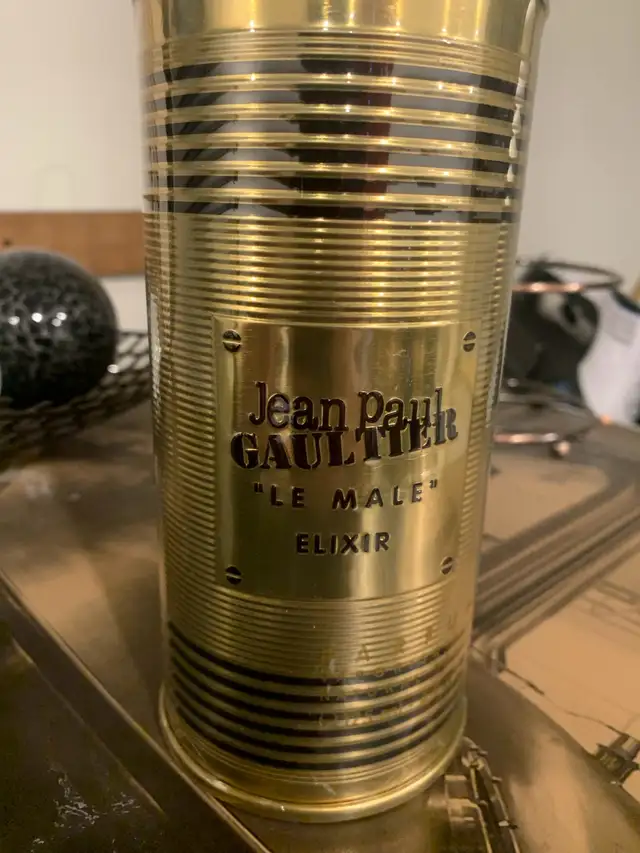 Jean Paul
GAULTIER
"LE MALE"
ELIXIR